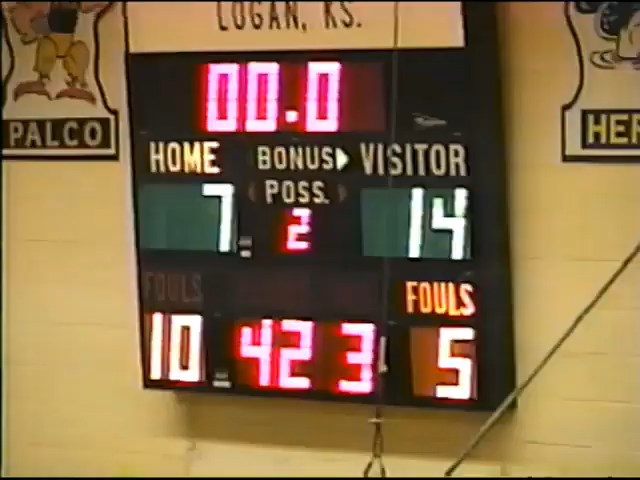 LOGAN, KS.
00.0
PALCO
HER
HOME BONUS VISITOR
POSS.
7 2 14
FOULS FOULS
10 42 3 5